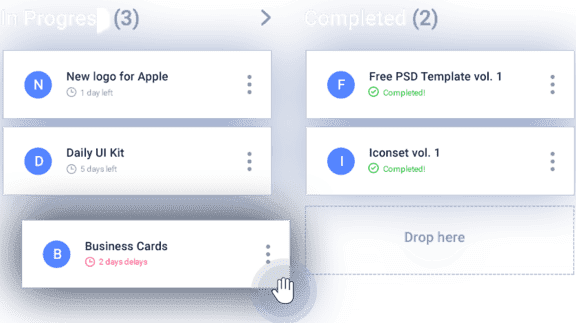 In Progress (3)
Completed (2)
N
New logo for Apple
1 day left
F
Free PSD Template vol. 1
Completed!
D
Daily UI Kit
5 days left
I
Iconset vol. 1
Completed!
B
Business Cards
2 days delays
Drop here